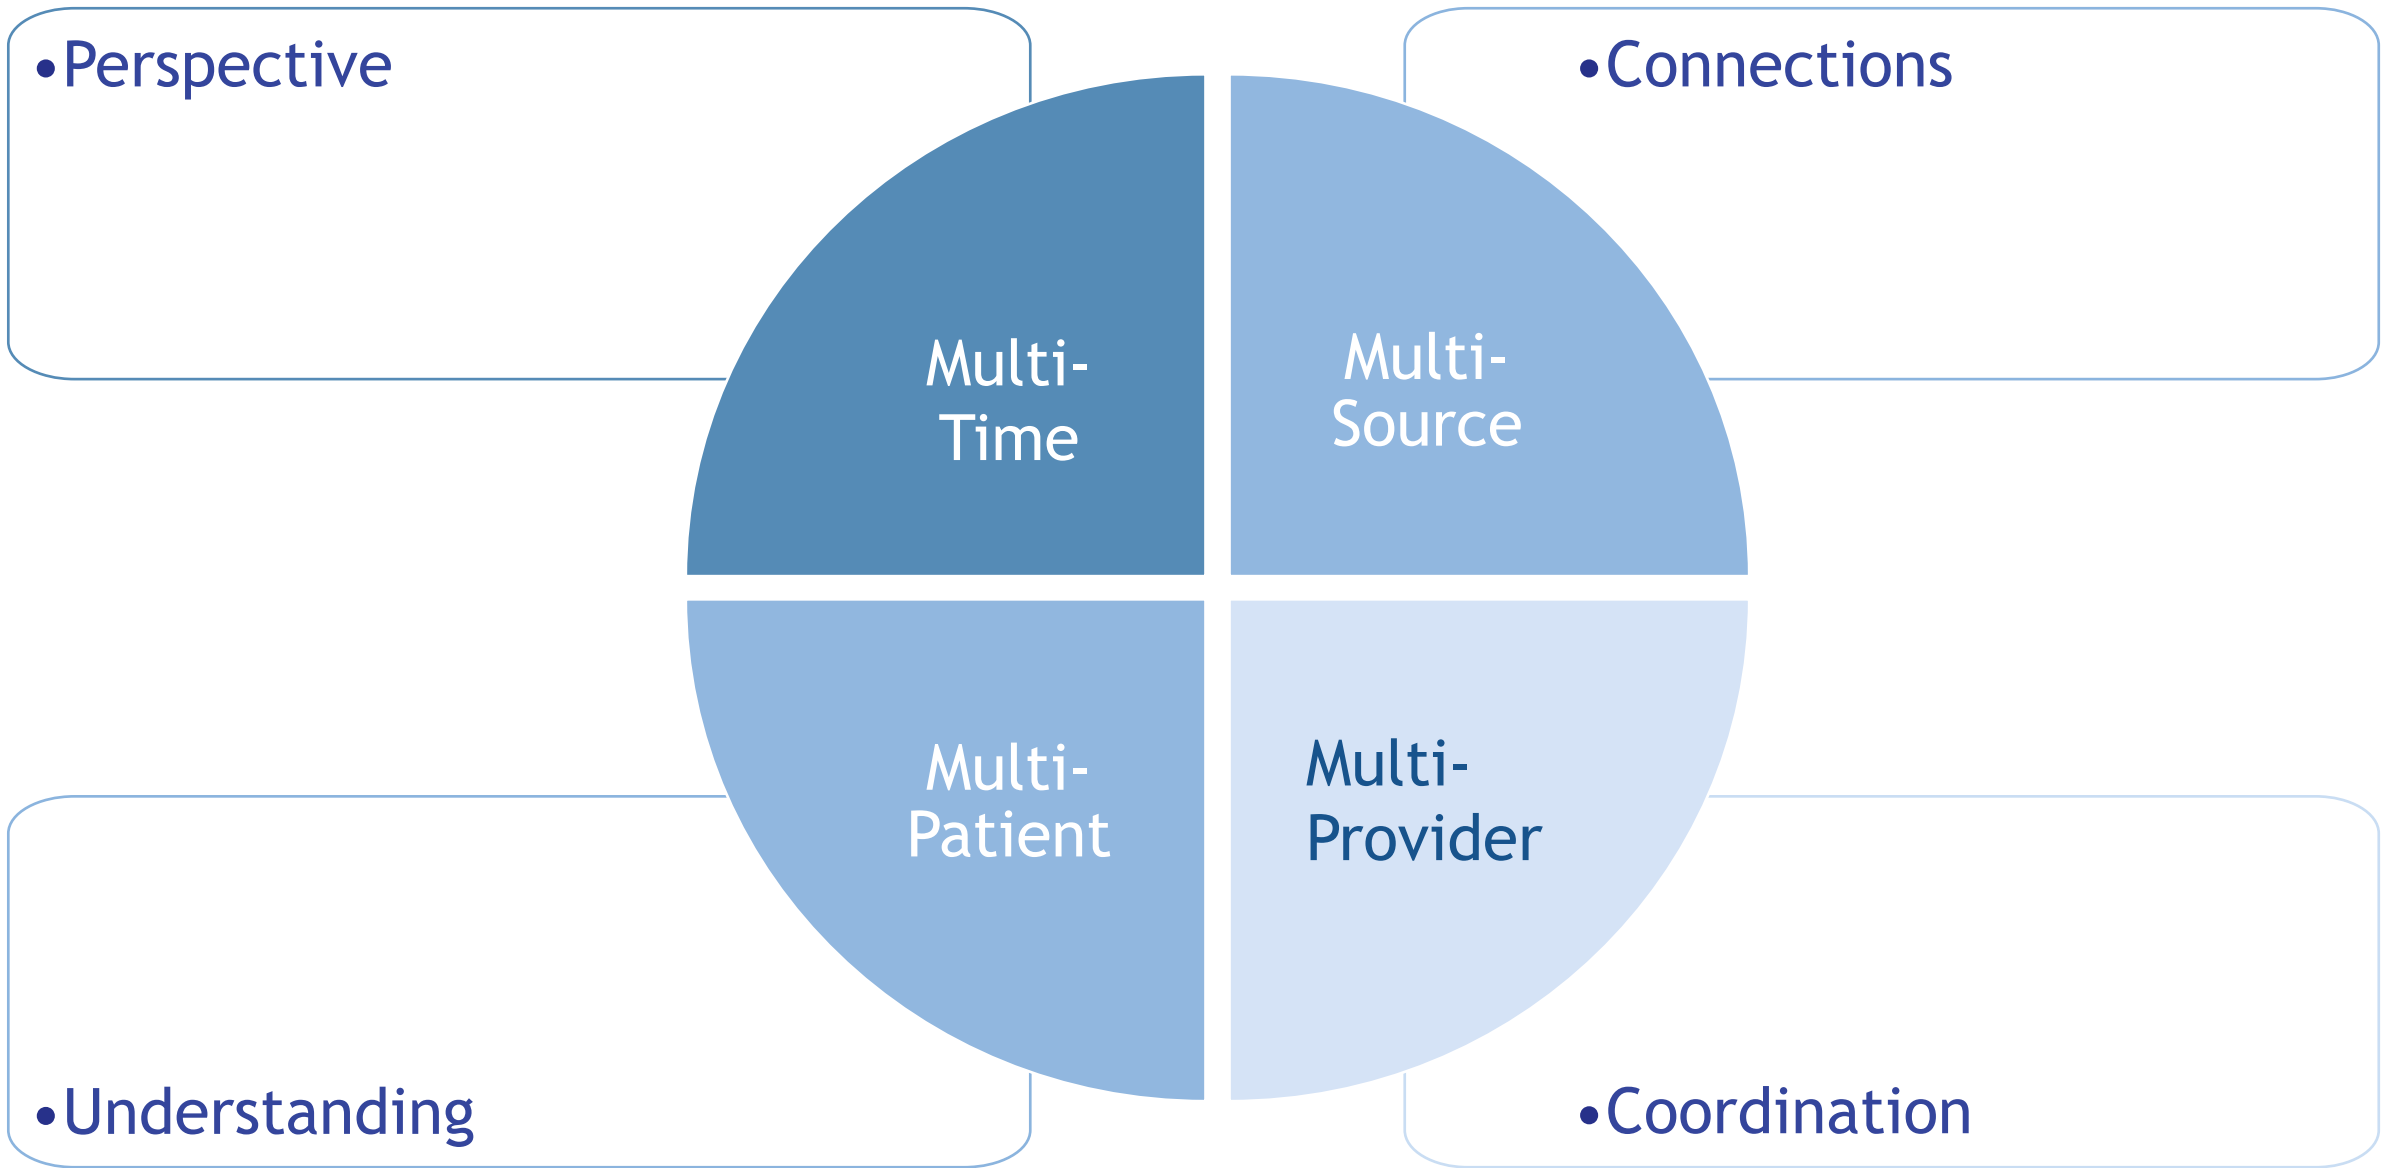 •Perspective
•Connections
Multi-
Time
Multi-
Source
Multi-
Patient
Multi-
Provider
•Understanding
•Coordination